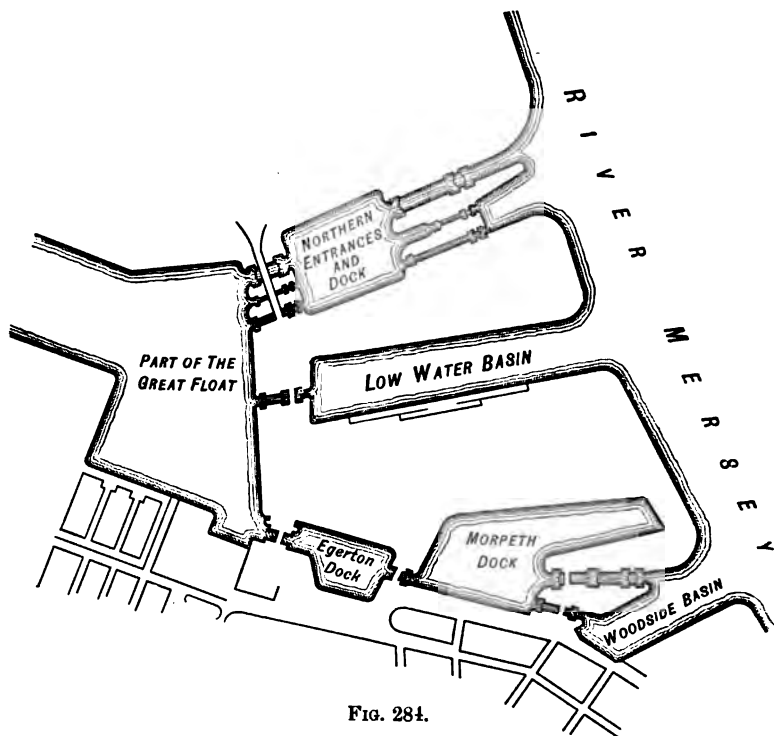 RIVER MERSEY
NORTHERN
ENTRANCES
AND
DOCK
PART OF THE
GREAT FLOAT
LOW WATER BASIN
MORPETH
DOCK
Egerton
Dock
WOODSIDE BASIN
FIG. 284.